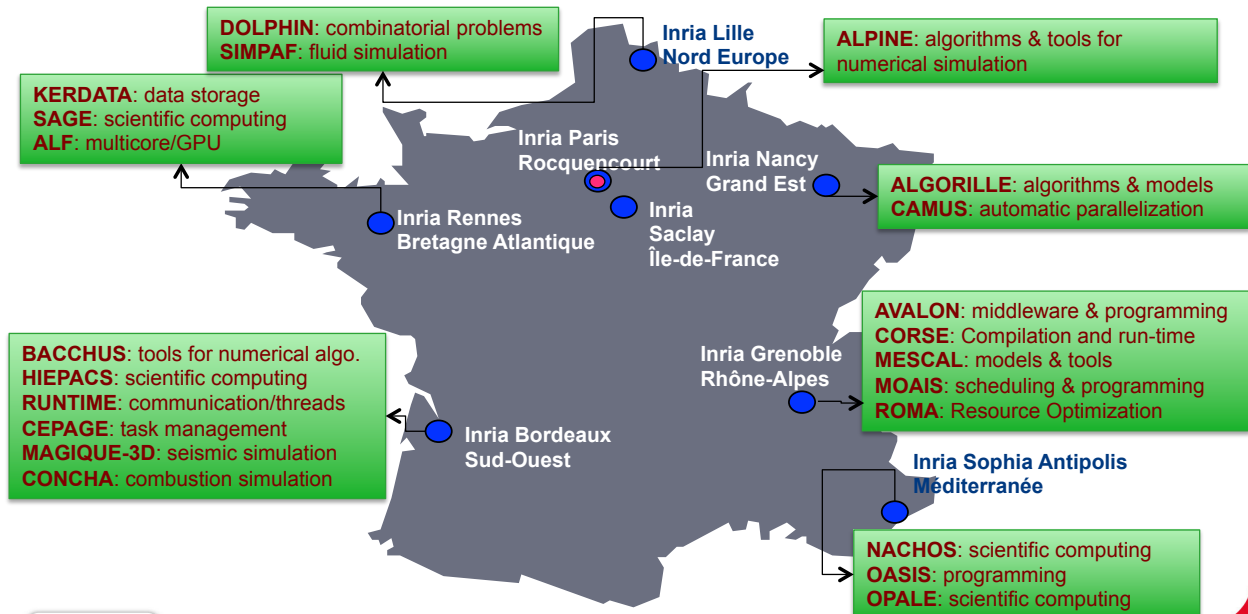 DOLPHIN: combinatorial problems
SIMPAF: fluid simulation
Inria Lille
Nord Europe
ALPINE: algorithms & tools for
numerical simulation
KERDATA: data storage
SAGE: scientific computing
ALF: multicore/GPU
Inria Paris
Rocquencourt
Inria Nancy
Grand Est
ALGORILLE: algorithms & models
CAMUS: automatic parallelization
Inria Rennes
Bretagne Atlantique
Inria
Saclay
Île-de-France
AVALON: middleware & programming
CORSE: Compilation and run-time
MESCAL: models & tools
MOAIS: scheduling & programming
ROMA: Resource Optimization
Inria Grenoble
Rhône-Alpes
BACCHUS: tools for numerical algo.
HIEPACS: scientific computing
RUNTIME: communication/threads
CEPAGE: task management
MAGIQUE-3D: seismic simulation
CONCHA: combustion simulation
Inria Bordeaux
Sud-Ouest
Inria Sophia Antipolis
Méditerranée
NACHOS: scientific computing
OASIS: programming
OPALE: scientific computing